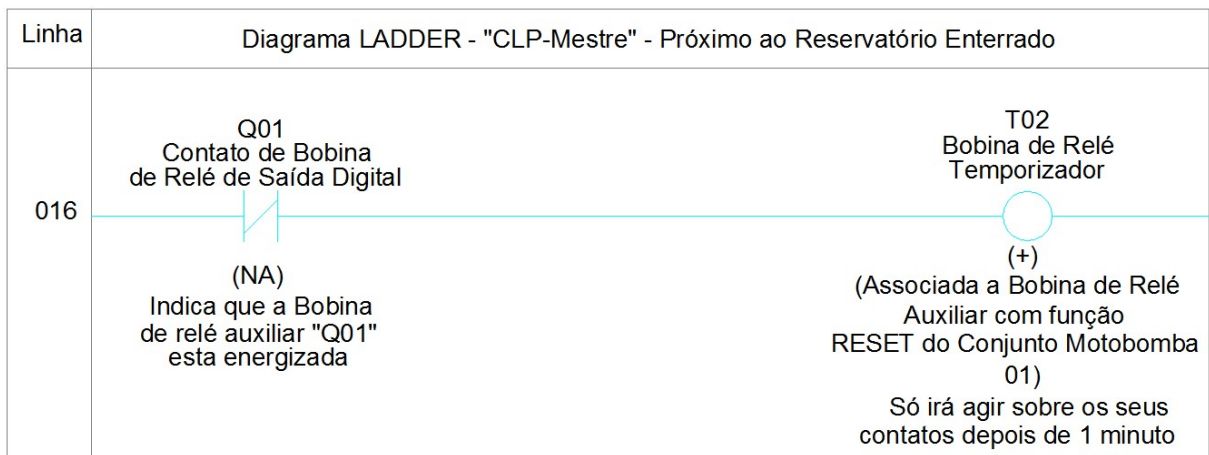 Linha
Diagrama LADDER - "CLP-Mestre" - Próximo ao Reservatório Enterrado
016
Q01
Contato de Bobina
de Relé de Saída Digital
(NA)
Indica que a Bobina
de relé auxiliar "Q01"
esta energizada
T02
Bobina de Relé
Temporizador
(+)
(Associada a Bobina de Relé
Auxiliar com função
RESET do Conjunto Motobomba
01)
Só irá agir sobre os seus
contatos depois de 1 minuto